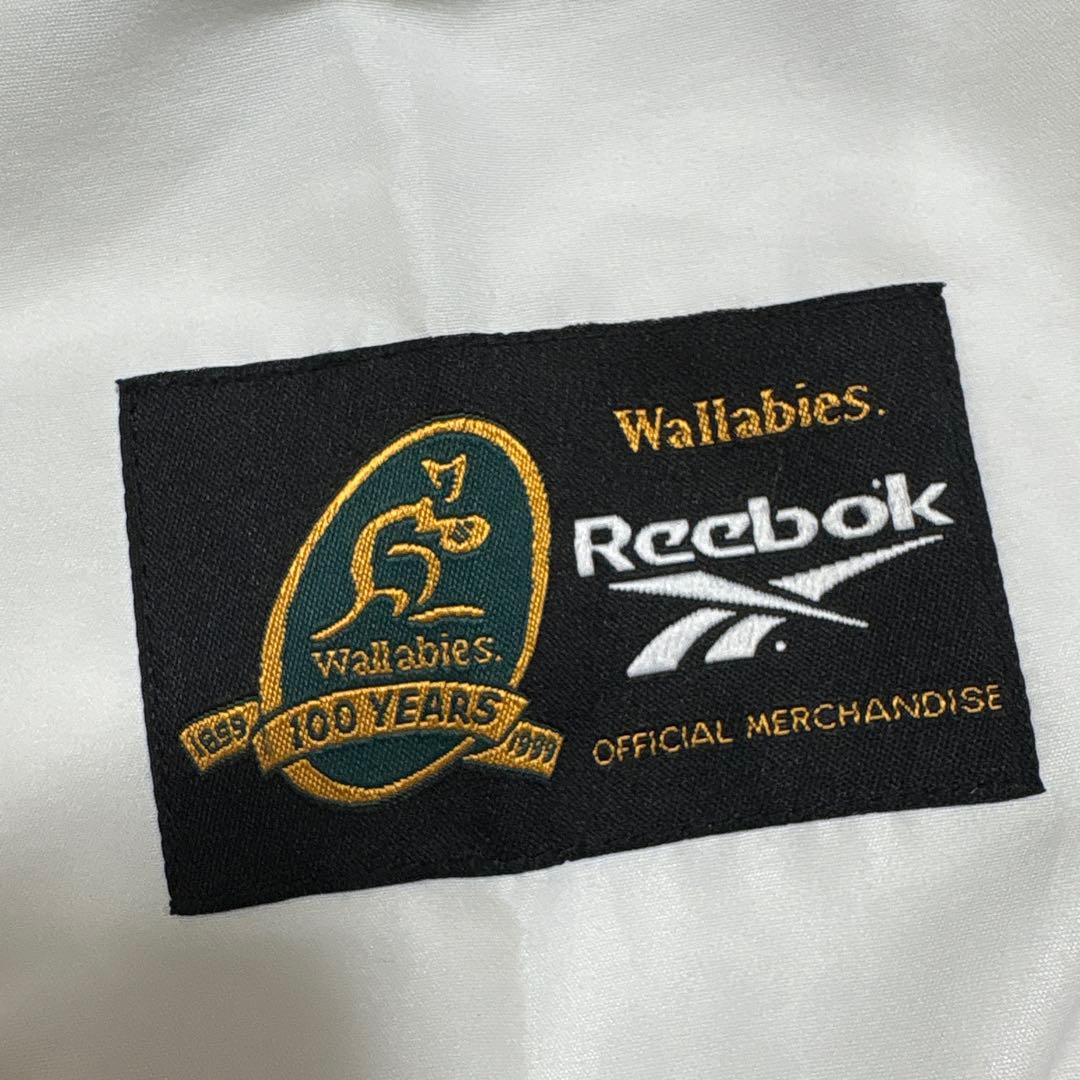 Wallabies.
Reebok
OFFICIAL MERCHANDISE
Wallabies.
100 YEARS
1899 1999